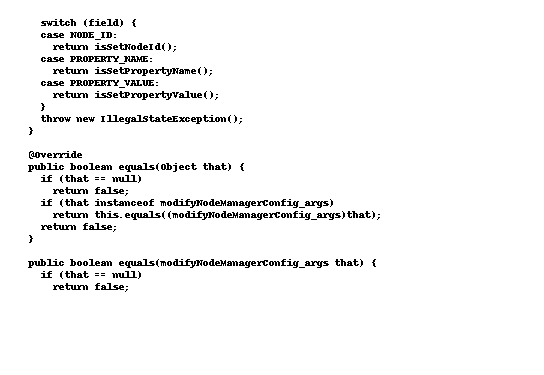 switch (field) {
case NODE_ID:
return isSetNodeId();
case PROPERTY_NAME:
return isSetPropertyName();
case PROPERTY_VALUE:
return isSetPropertyValue();
}
throw new IllegalStateException();
}
@Override
public boolean equals(Object that) {
if (that == null)
return false;
if (that instanceof modifyNodeManagerConfig_args)
return this.equals((modifyNodeManagerConfig_args)that);
return false;
}
public boolean equals(modifyNodeManagerConfig_args that) {
if (that == null)
return false;